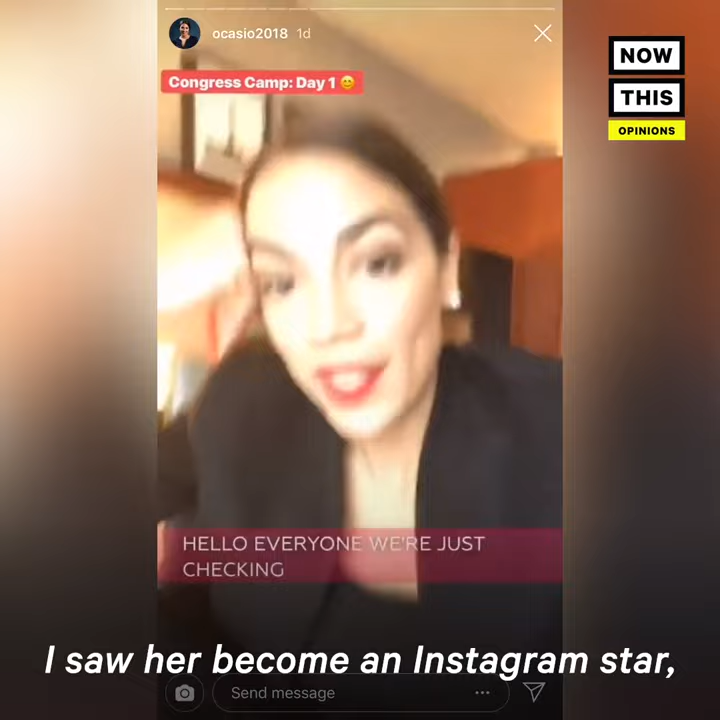 ocasio2018 1d
NOW
THIS
OPINIONS
Congress Camp: Day 1 😊
HELLO EVERYONE WE'RE JUST
CHECKING
I saw her become an Instagram star,
Send message